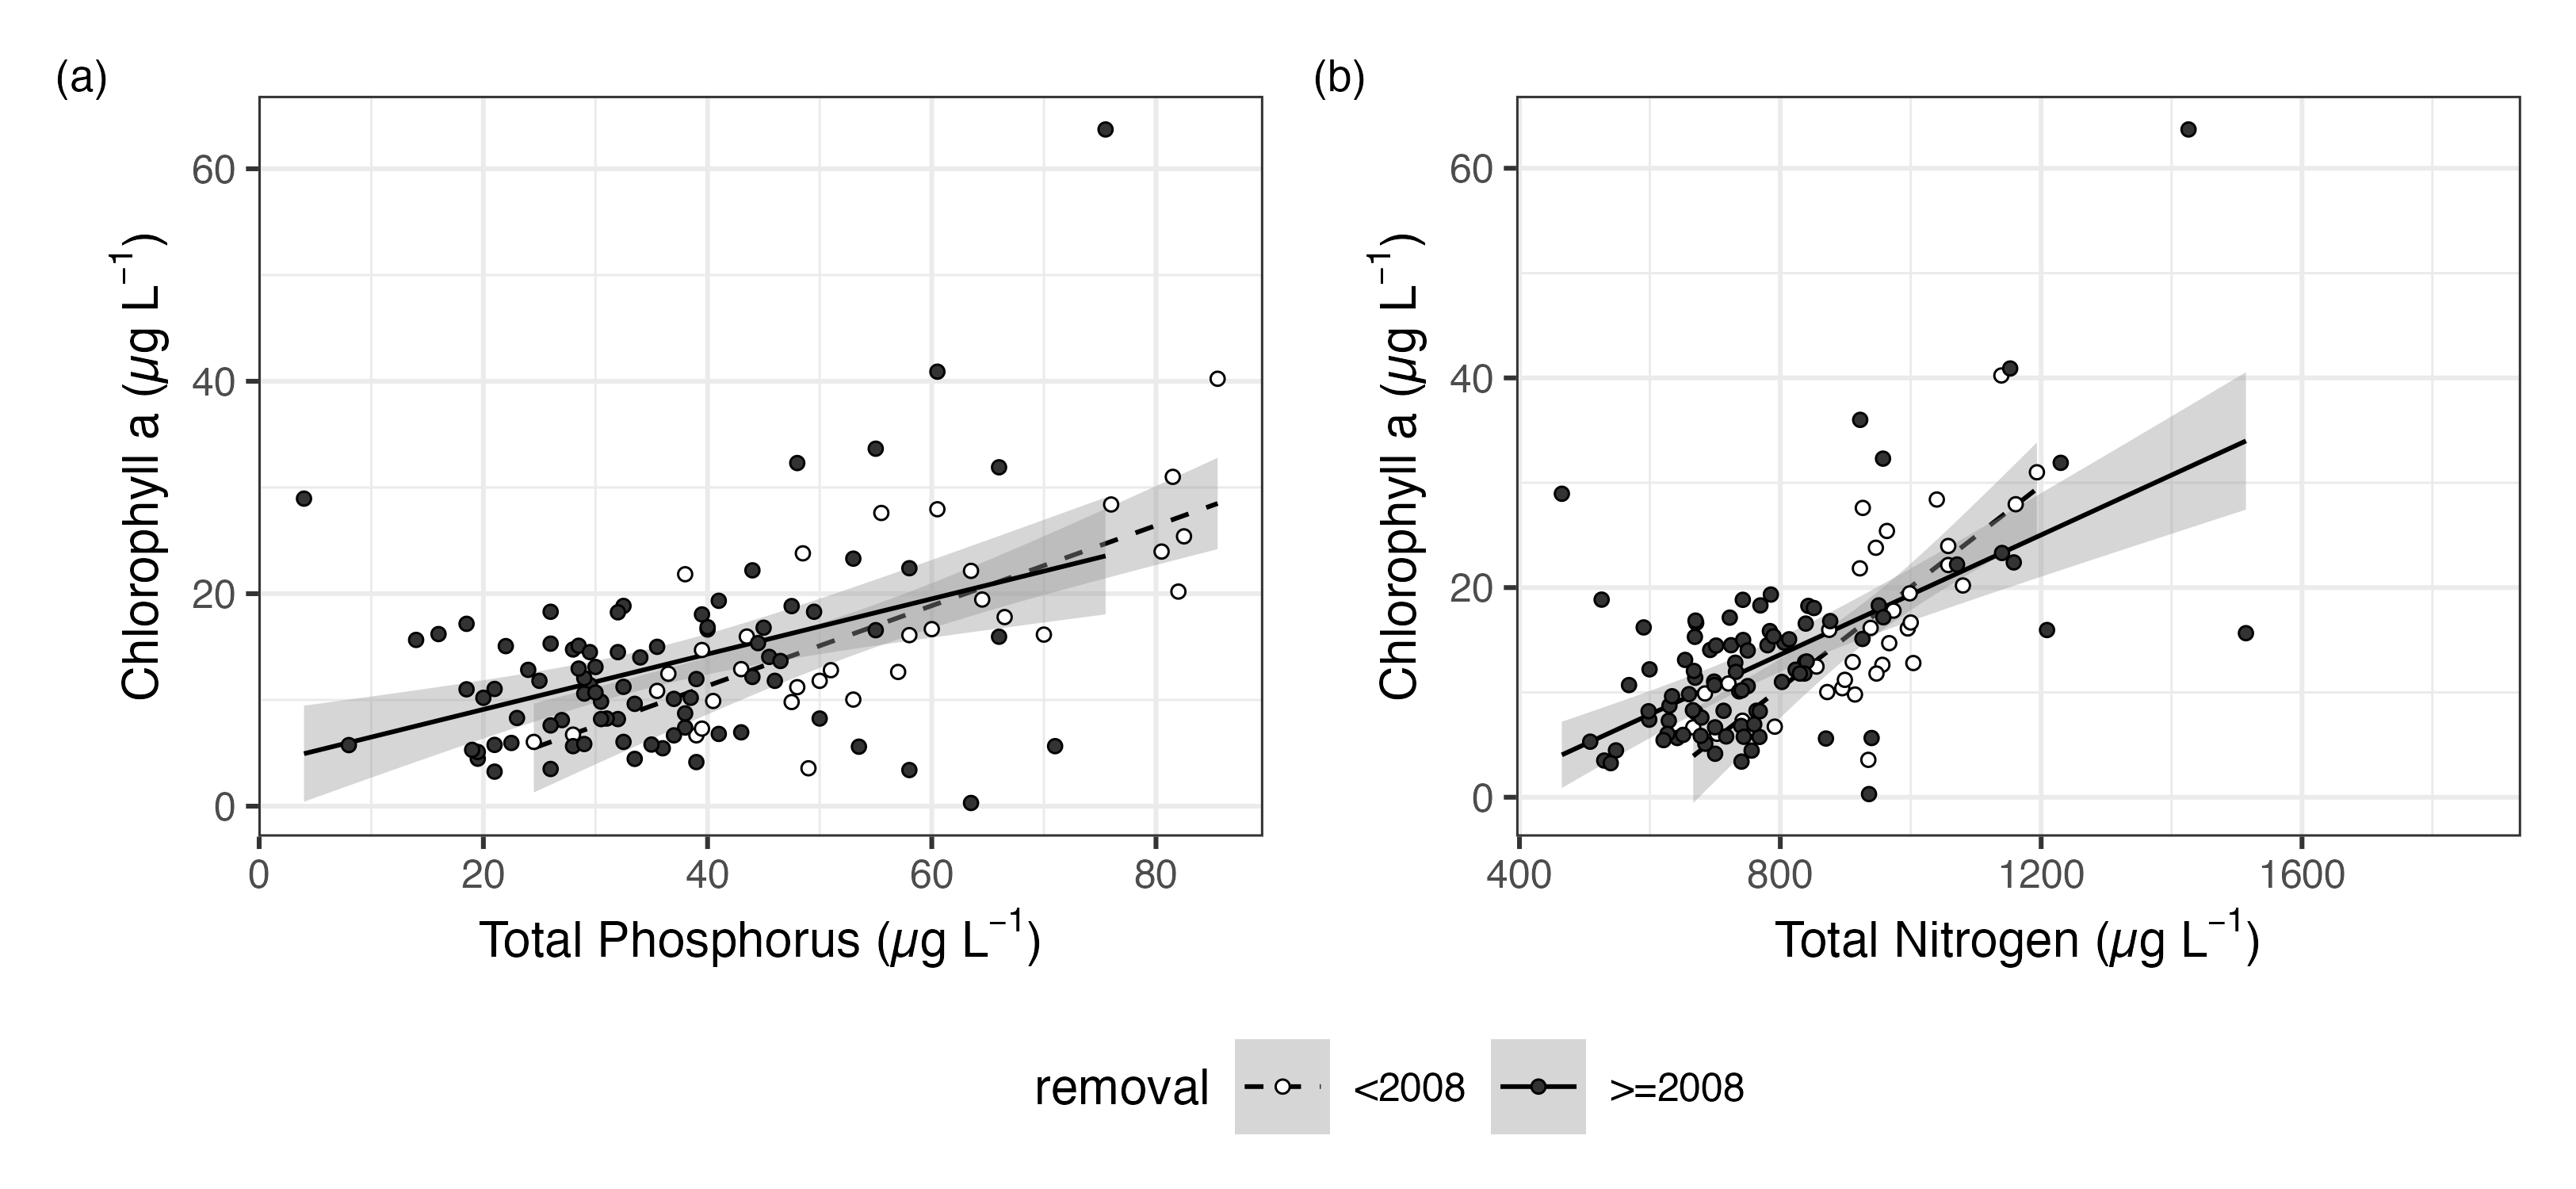 (a)
(b)
Chlorophyll a (µg L⁻¹)
60
40
20
0
0 20 40 60 80
Total Phosphorus (µg L⁻¹)
Chlorophyll a (µg L⁻¹)
60
40
20
0
400 800 1200 1600
Total Nitrogen (µg L⁻¹)
removal <2008 >=2008